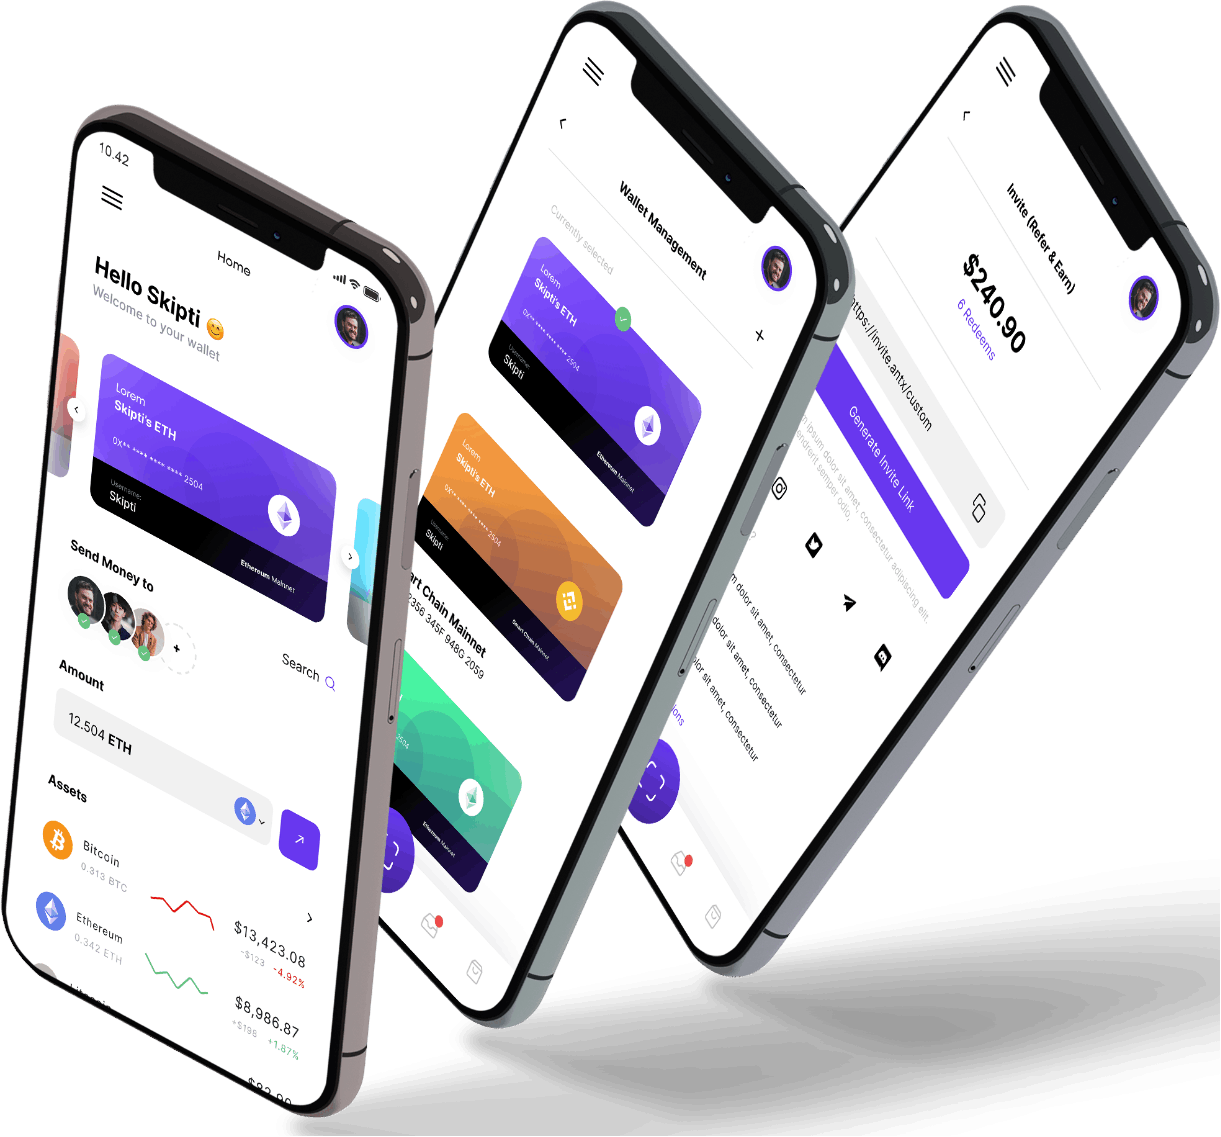 10.42
Home
Hello Skipti 😊
Welcome to your wallet
Lorem
Skipti's ETH
0X** **** **** **** 2504
Username:
Skipti
Ethereum Mainnet
Send Money to
+
Search
Amount
12.504 ETH
Assets
Bitcoin
0.313 BTC
$13,423.08
-$123 -4.92%
Ethereum
0.342 ETH
$8,986.87
+$196 +1.87%
Wallet Management
Currently selected
+
Lorem
Skipti's ETH
0X** **** **** **** 2504
Username:
Skipti
Ethereum Mainnet
Lorem
Skipti's ETH
0X** **** **** **** 2504
Username:
Skipti
Smart Chain Mainnet
art Chain Mainnet
2356 345F 948G 2059
2504
Ethereum Mainnet
Invite (Refer & Earn)
$240.90
6 Redeems
https://invite.antx/custom
Generate Invite Link
ipsum dolor sit amet, consectetur adipiscing elit.
endrerit semper odio,
m dolor sit amet, consectetur
dolor sit amet, consectetur
dolor sit amet, consectetur
ions